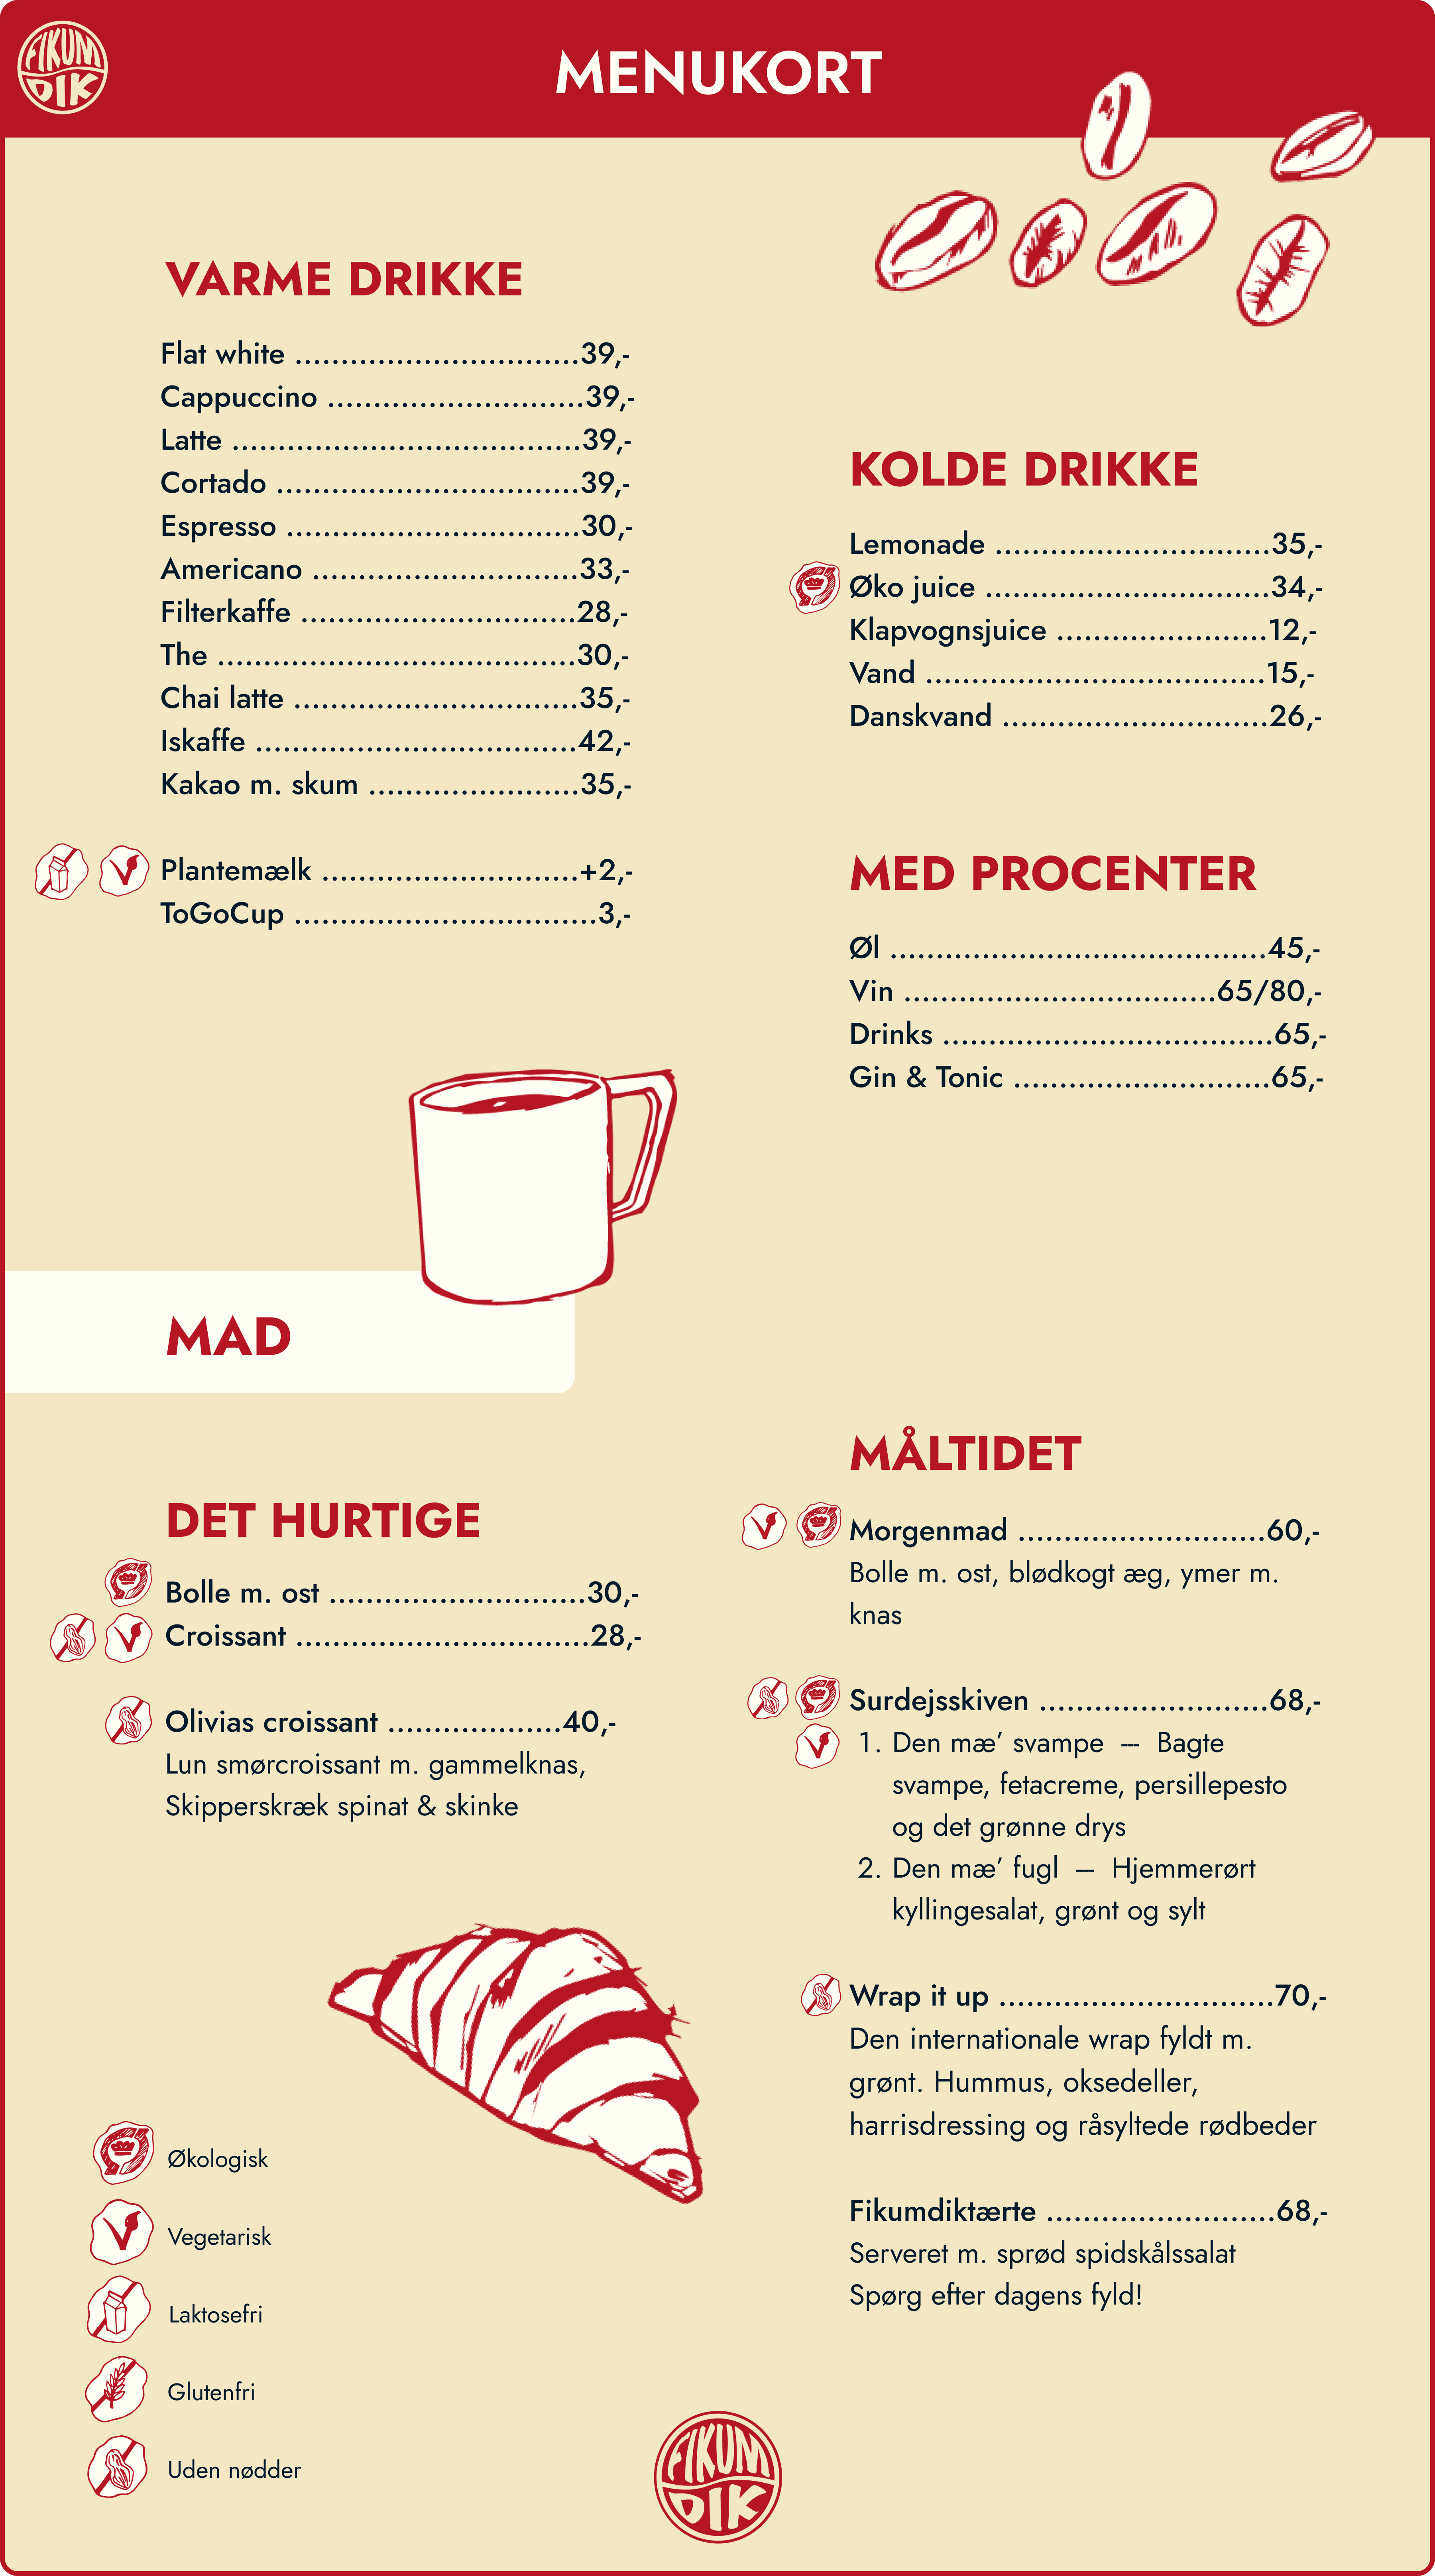 FIKUM
DIK
MENUKORT
VARME DRIKKE
Flat white ...............................39,-
Cappuccino ............................39,-
Latte ......................................39,-
Cortado .................................39,-
Espresso ................................30,-
Americano .............................33,-
Filterkaffe ..............................28,-
The .......................................30,-
Chai latte ...............................35,-
Iskaffe ...................................42,-
Kakao m. skum .......................35,-
Plantemælk ............................+2,-
ToGoCup .................................3,-
KOLDE DRIKKE
Lemonade ..............................35,-
Øko juice ...............................34,-
Klapvognsjuice .......................12,-
Vand .....................................15,-
Danskvand .............................26,-
MED PROCENTER
Øl .........................................45,-
Vin ..................................65/80,-
Drinks ....................................65,-
Gin & Tonic ............................65,-
MAD
DET HURTIGE
Bolle m. ost ............................30,-
Croissant ................................28,-
Olivias croissant ...................40,-
Lun smørcroissant m. gammelknas,
Skipperskræk spinat & skinke
MÅLTIDET
Morgenmad ...........................60,-
Bolle m. ost, blødkogt æg, ymer m.
knas
Surdejsskiven .........................68,-
1. Den mæ’ svampe — Bagte
svampe, fetacreme, persillepesto
og det grønne drys
2. Den mæ’ fugl — Hjemmerørt
kyllingesalat, grønt og sylt
Wrap it up ..............................70,-
Den internationale wrap fyldt m.
grønt. Hummus, oksedeller,
harrisdressing og råsyltede rødbeder
Fikumdiktærte .........................68,-
Serveret m. sprød spidskålssalat
Spørg efter dagens fyld!
Økologisk
Vegetarisk
Laktosefri
Glutenfri
Uden nødder
FIKUM
DIK